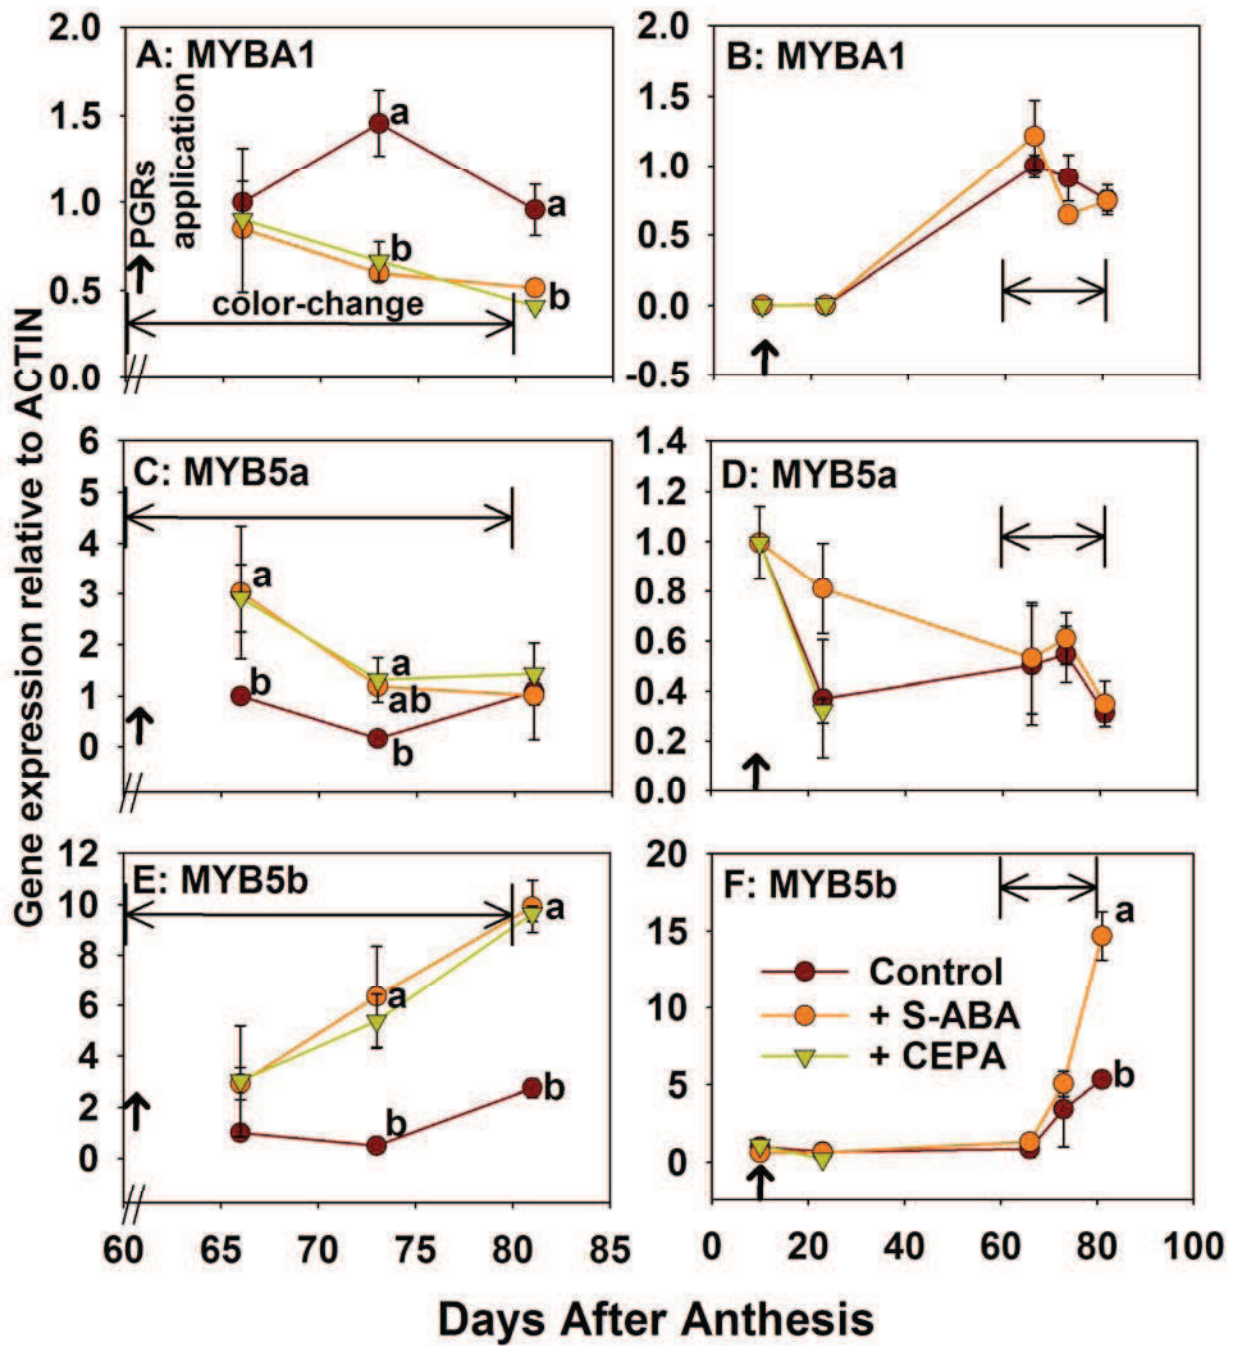 Gene expression relative to ACTIN
A: MYBA1
2.0
1.5
1.0
0.5
0.0
PGRs
application
a
a
b
b
color-change
B: MYBA1
2.0
1.5
1.0
0.5
0.0
-0.5
C: MYB5a
6
5
4
3
2
1
0
a
b
a
ab
b
D: MYB5a
1.4
1.2
1.0
0.8
0.6
0.4
0.2
0.0
E: MYB5b
12
10
8
6
4
2
0
a
a
b
b
60 65 70 75 80 85
F: MYB5b
20
15
10
5
0
a
b
Control
+ S-ABA
+ CEPA
0 20 40 60 80 100
Days After Anthesis